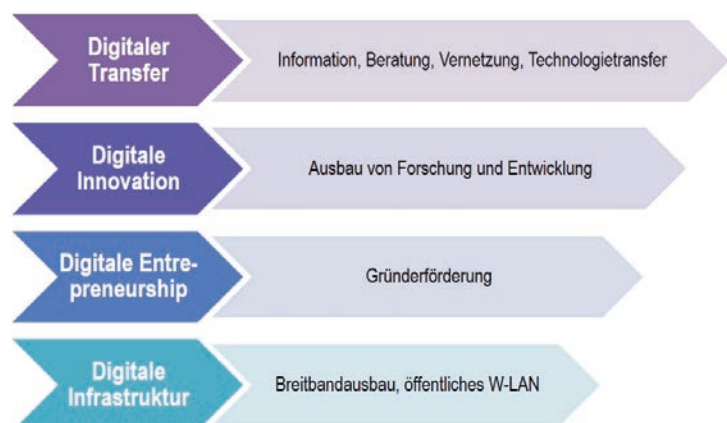 Digitaler
Transfer
Information, Beratung, Vernetzung, Technologietransfer
Digitale
Innovation
Ausbau von Forschung und Entwicklung
Digitale Entre-
preneurship
Gründerförderung
Digitale
Infrastruktur
Breitbandausbau, öffentliches W-LAN